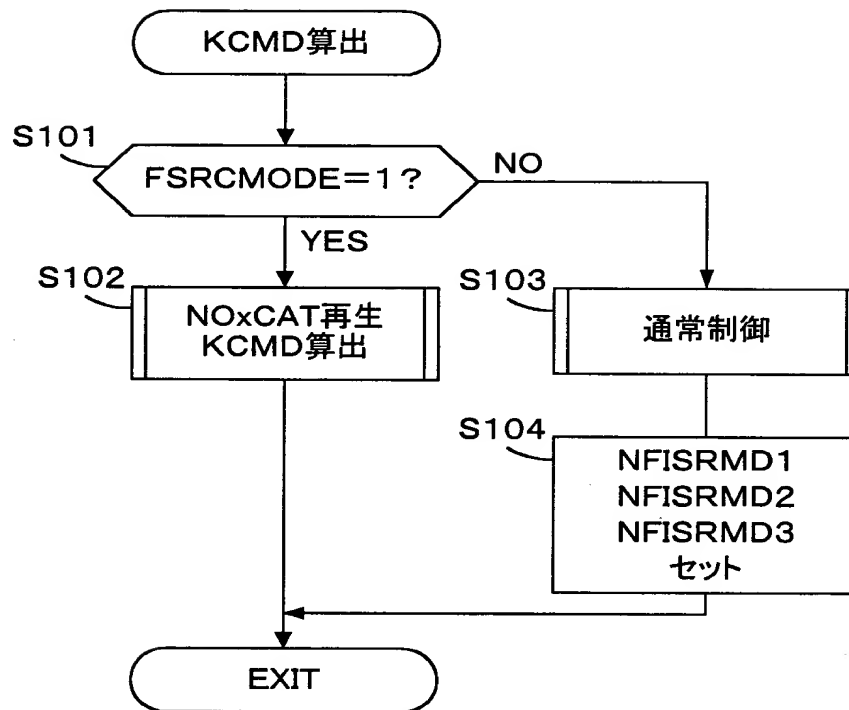 KCMD算出
S101
FSRCMODE=1?
NO
YES
S102
NOxCAT再生
KCMD算出
S103
通常制御
S104
NFISRMD1
NFISRMD2
NFISRMD3
セット
EXIT